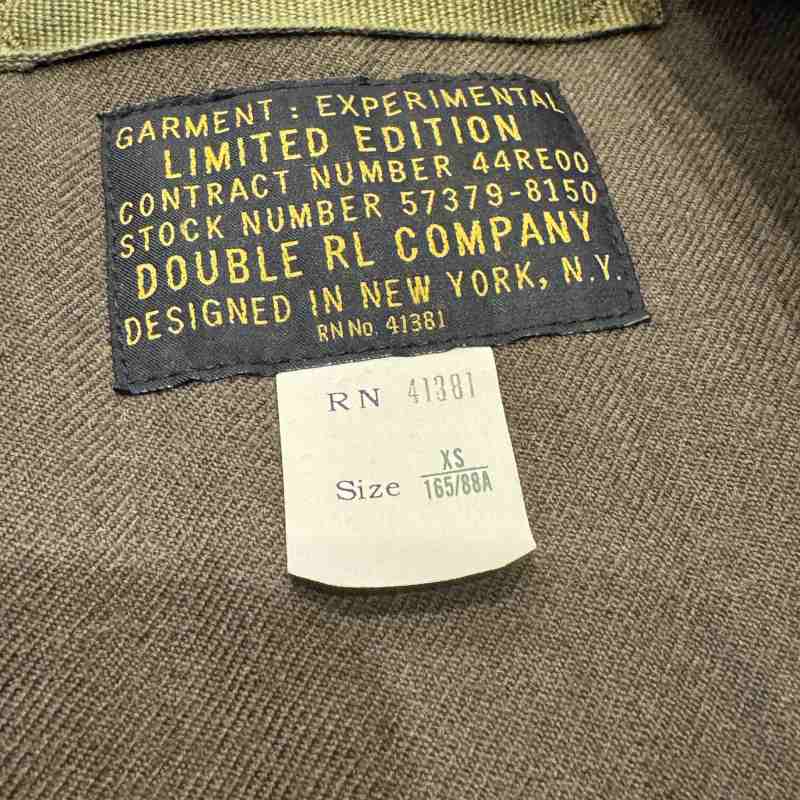 GARMENT : EXPERIMENTAL
LIMITED EDITION
CONTRACT NUMBER 44RE00
STOCK NUMBER 57379-8150
DOUBLE RL COMPANY
DESIGNED IN NEW YORK, N.Y.
RN No. 41381
RN 41381
Size XS
165/88A